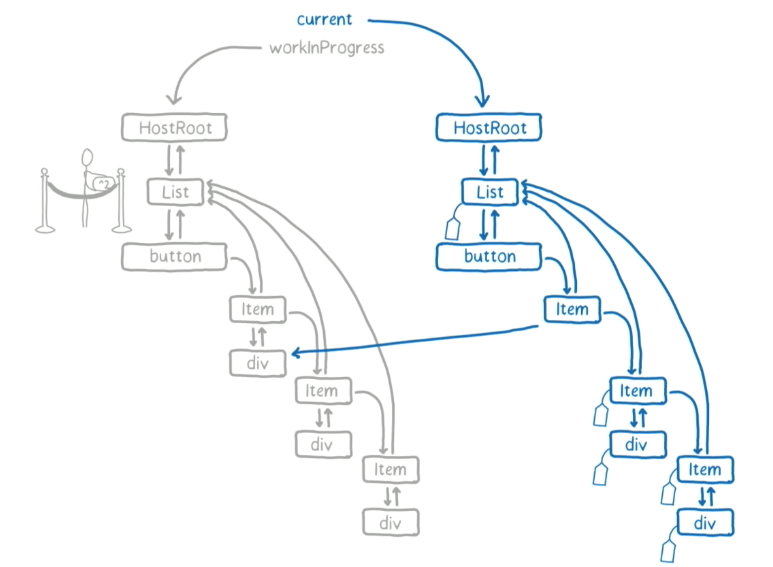 current
workInProgress
HostRoot
HostRoot
^2
List
List
button
button
Item
Item
div
Item
Item
div
div
Item
Item
div
div